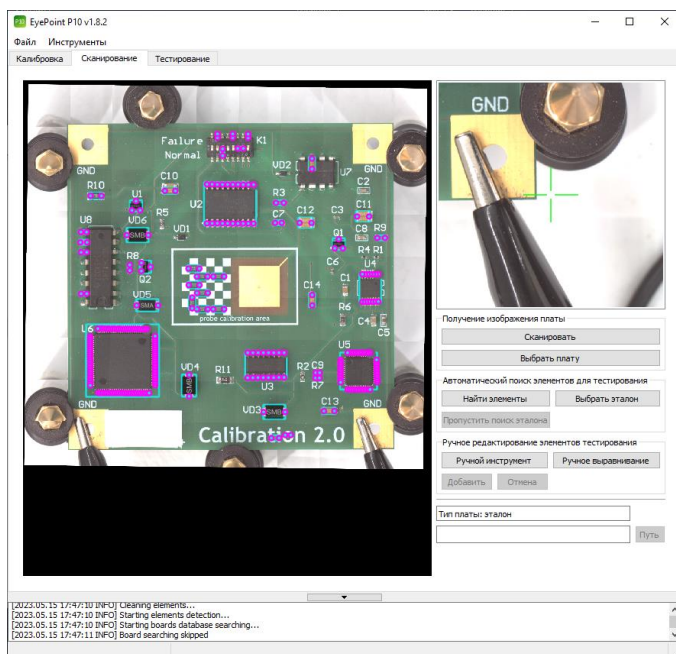 EyePoint P10 v1.8.2
Файл Инструменты
Калибровка Сканирование Тестирование
Failure
Normal
K1
GND
GND
VD2
U7
C10
C2
R10
U1
U2
R3
C7
C12
C3
C11
U8
VD6
R5
SMB
VD1
Q1
C8
R9
R4
R1
R8
Q2
C6
U4
VD5
SMA
C14
C1
probe calibration area
R6
C4
C5
U6
VD4
SMB
R11
U3
R2
C9
R7
U5
GND
VD3
SMB
C13
GND
Calibration 2.0
GND
Получение изображения платы
Сканировать
Выбрать плату
Автоматический поиск элементов для тестирования
Найти элементы Выбрать эталон
Пропустить поиск эталона
Ручное редактирование элементов тестирования
Ручной инструмент Ручное выравнивание
Добавить Отмена
Тип платы: эталон
Путь
[2023.05.15 17:47:10 INFO] Cleaning elements...
[2023.05.15 17:47:10 INFO] Starting elements detection...
[2023.05.15 17:47:10 INFO] Starting boards database searching...
[2023.05.15 17:47:11 INFO] Board searching skipped